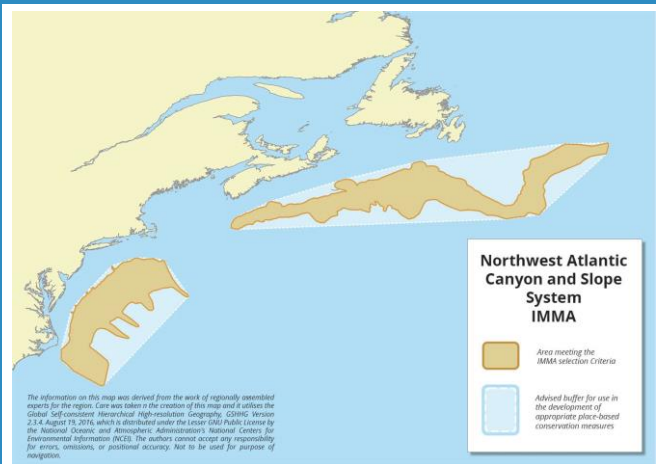 Northwest Atlantic
Canyon and Slope
System
IMMA
Area meeting the
IMMA selection Criteria
Advised buffer for use in
the development of
appropriate place-based
conservation measures
The information on this map was derived from the work of regionally assembled
experts for the region. Care was taken n the creation of this map and it utilises the
Global Self-consistent Hierarchical High-resolution Geography, GSHHG Version
2.3.4. August 19, 2016, which is distributed under the Lesser GNU Public License by
the National Oceanic and Atmospheric Administration's National Centers for
Environmental Information (NCEI). The authors cannot accept any responsibility
for errors, omissions, or positional accuracy. Not to be used for purpose of
navigation.